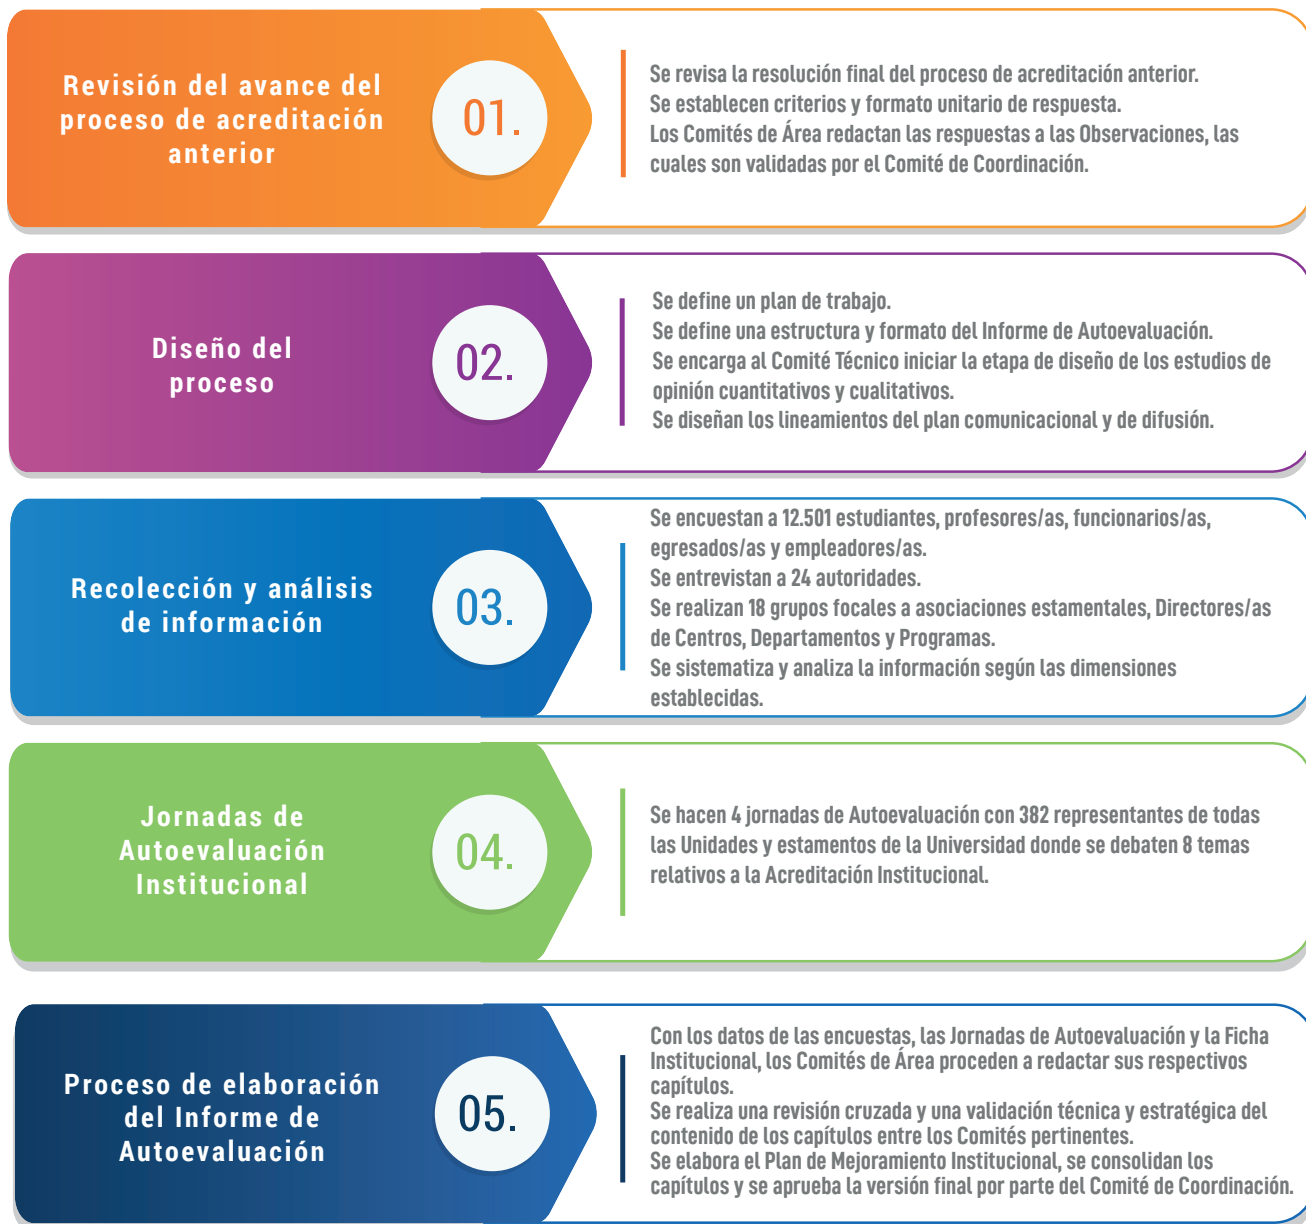 Revisión del avance del
proceso de acreditación
anterior
01.
Se revisa la resolución final del proceso de acreditación anterior.
Se establecen criterios y formato unitario de respuesta.
Los Comités de Área redactan las respuestas a las Observaciones, las
cuales son validadas por el Comité de Coordinación.
Diseño del
proceso
02.
Se define un plan de trabajo.
Se define una estructura y formato del Informe de Autoevaluación.
Se encarga al Comité Técnico iniciar la etapa de diseño de los estudios de
opinión cuantitativos y cualitativos.
Se diseñan los lineamientos del plan comunicacional y de difusión.
Recolección y análisis
de información
03.
Se encuestan a 12.501 estudiantes, profesores/as, funcionarios/as,
egresados/as y empleadores/as.
Se entrevistan a 24 autoridades.
Se realizan 18 grupos focales a asociaciones estamentales, Directores/as
de Centros, Departamentos y Programas.
Se sistematiza y analiza la información según las dimensiones
establecidas.
Jornadas de
Autoevaluación
Institucional
04.
Se hacen 4 jornadas de Autoevaluación con 382 representantes de todas
las Unidades y estamentos de la Universidad donde se debaten 8 temas
relativos a la Acreditación Institucional.
Proceso de elaboración
del Informe de
Autoevaluación
05.
Con los datos de las encuestas, las Jornadas de Autoevaluación y la Ficha
Institucional, los Comités de Área proceden a redactar sus respectivos
capítulos.
Se realiza una revisión cruzada y una validación técnica y estratégica del
contenido de los capítulos entre los Comités pertinentes.
Se elabora el Plan de Mejoramiento Institucional, se consolidan los
capítulos y se aprueba la versión final por parte del Comité de Coordinación.